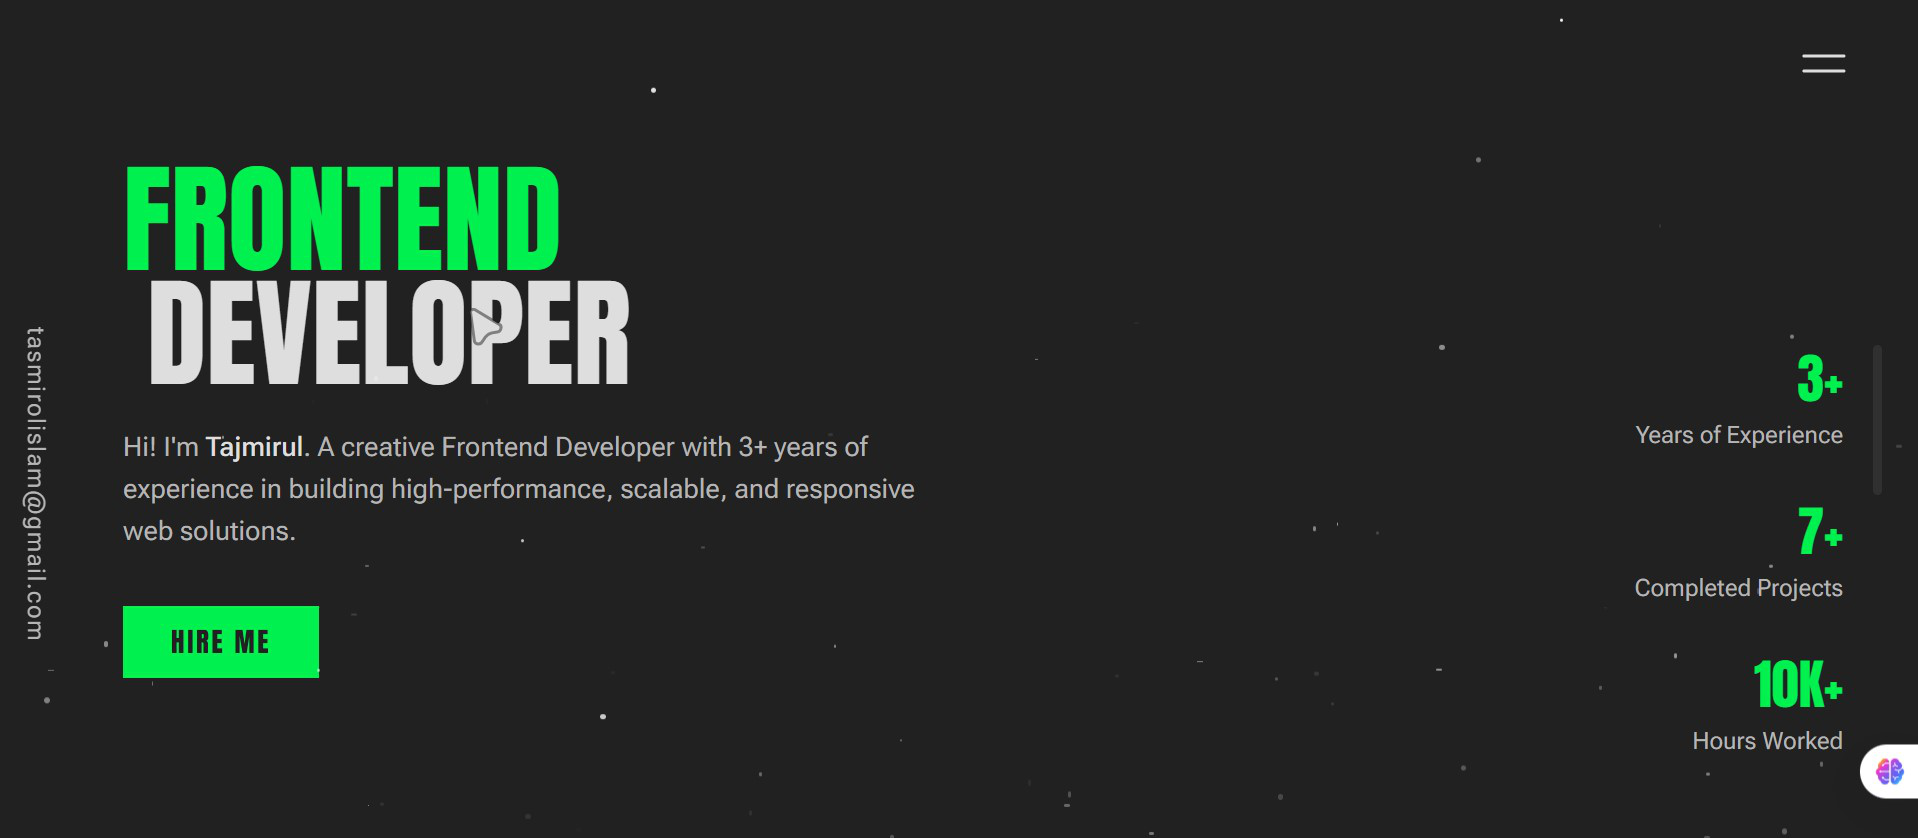 FRONTEND
DEVELOPER
Hi! I'm Tajmirul. A creative Frontend Developer with 3+ years of
experience in building high-performance, scalable, and responsive
web solutions.
HIRE ME
tasmirolislam@gmail.com
3+
Years of Experience
7+
Completed Projects
10K+
Hours Worked